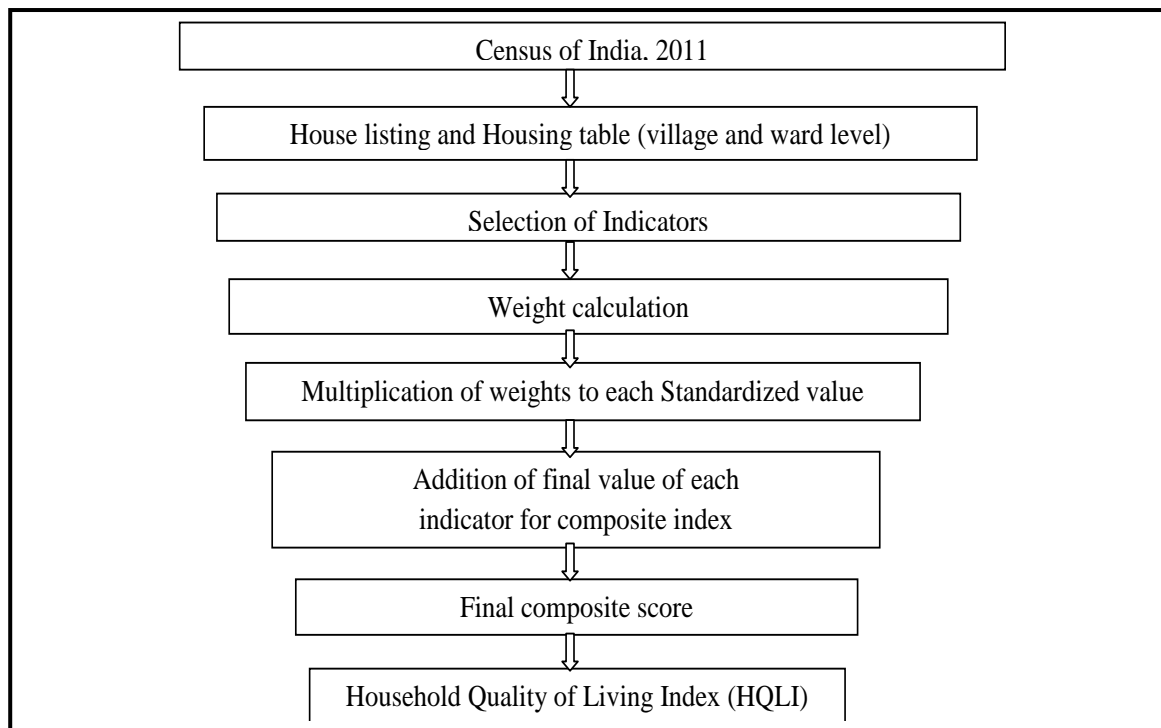 Census of India. 2011
House listing and Housing table (village and ward level)
Selection of Indicators
Weight calculation
Multiplication of weights to each Standardized value
Addition of final value of each
indicator for composite index
Final composite score
Household Quality of Living Index (HQLI)